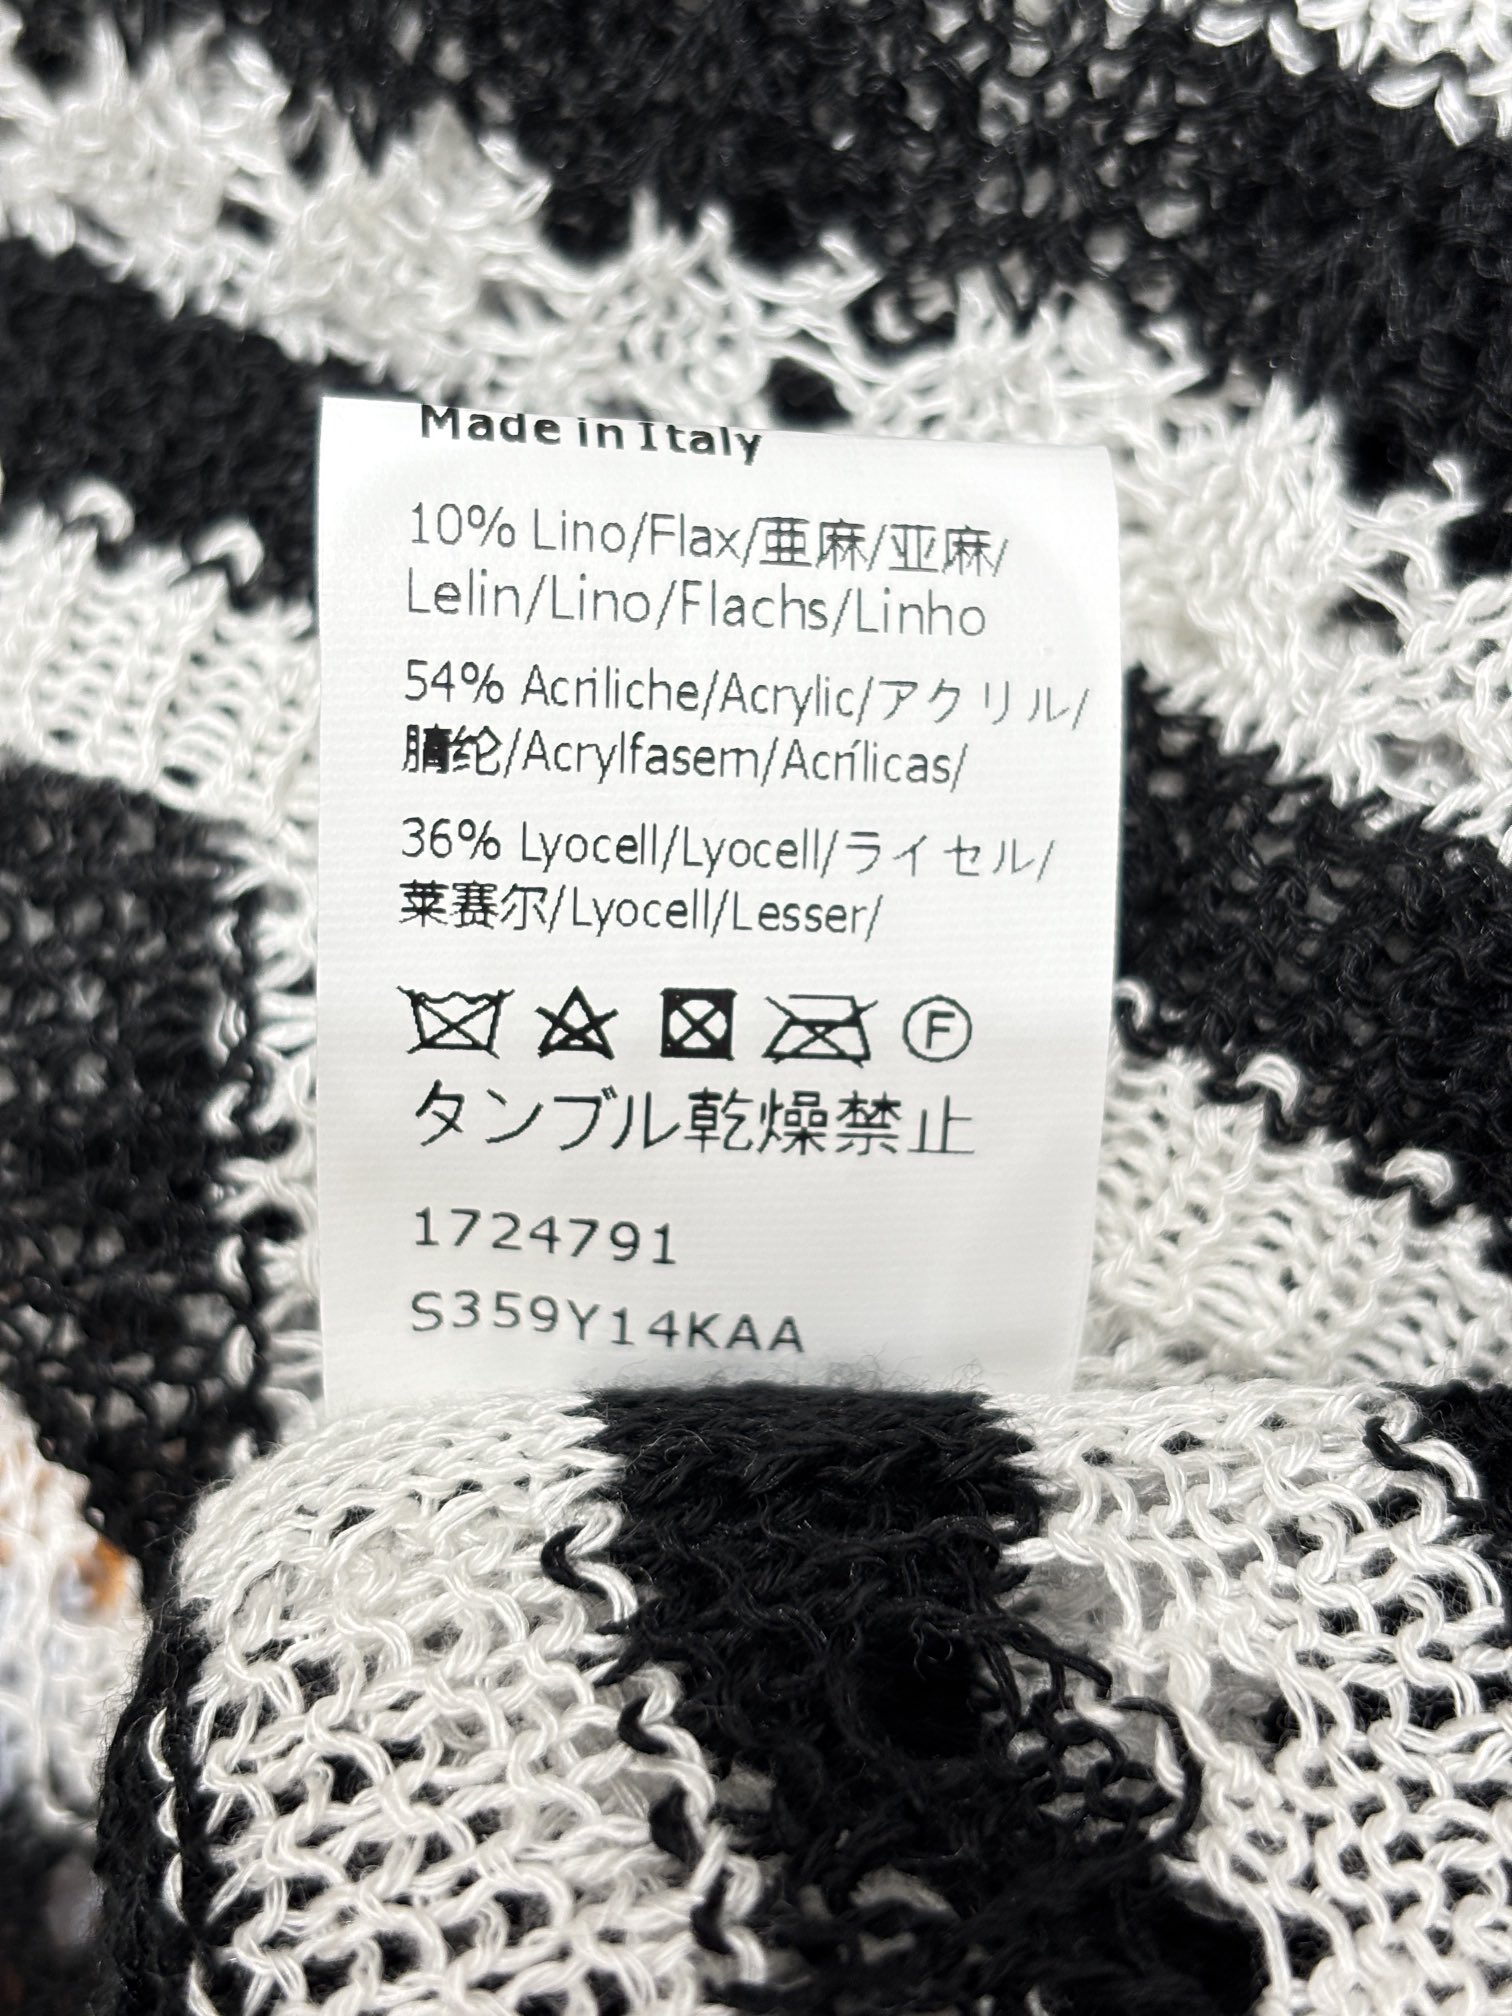 Made in Italy
10% Lino/Flax/亜麻/亚麻/
Lelin/Lino/Flachs/Linho
54% Acriliche/Acrylic/アクリル/
腈纶/Acrylfasern/Acrílicas/
36% Lyocell/Lyocell/ライセル/
莱赛尔/Lyocell/Lesser/
F
タンブル乾燥禁止
1724791
S359Y14KAA